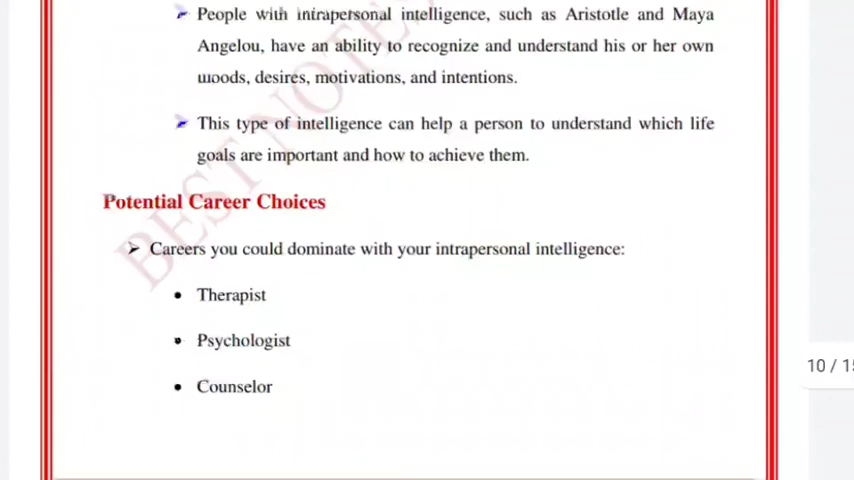 People with intrapersonal intelligence, such as Aristotle and Maya
Angelou, have an ability to recognize and understand his or her own
moods, desires, motivations, and intentions.
This type of intelligence can help a person to understand which life
goals are important and how to achieve them.
Potential Career Choices
Careers you could dominate with your intrapersonal intelligence:
Therapist
Psychologist
Counselor
BEST NOTE
10 / 15